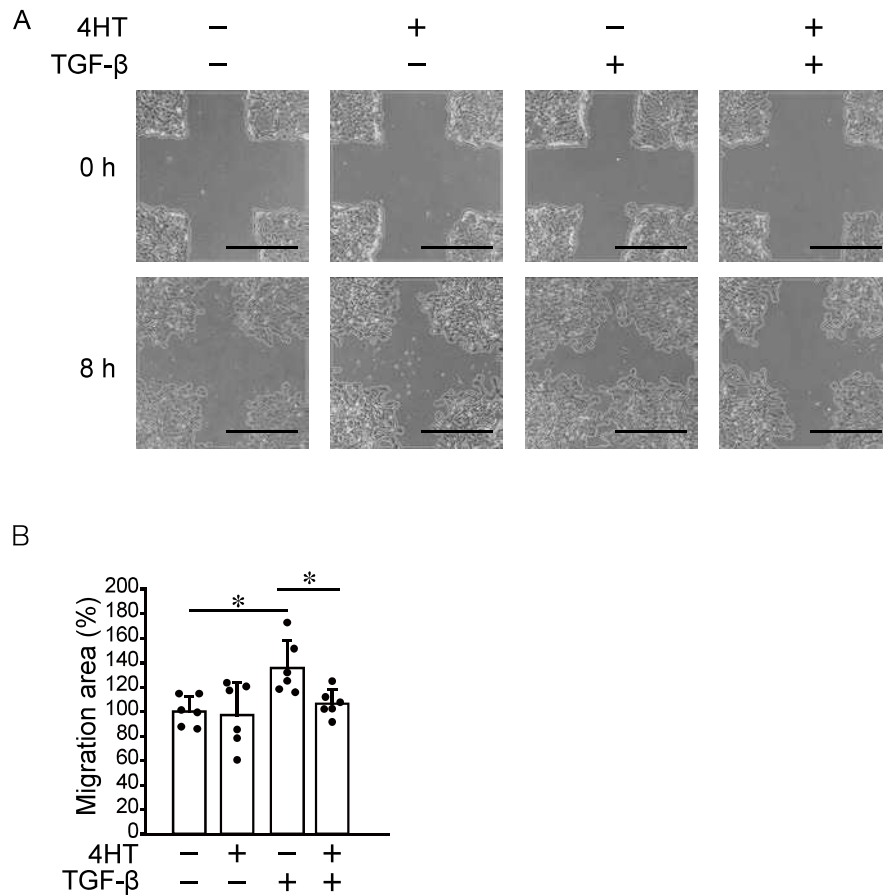 A
4HT − + − +
TGF-β − − + +
0 h
8 h
B
Migration area (%)
200
180
160
140
120
100
80
60
40
20
0
*
*
4HT − + − +
TGF-β − − + +